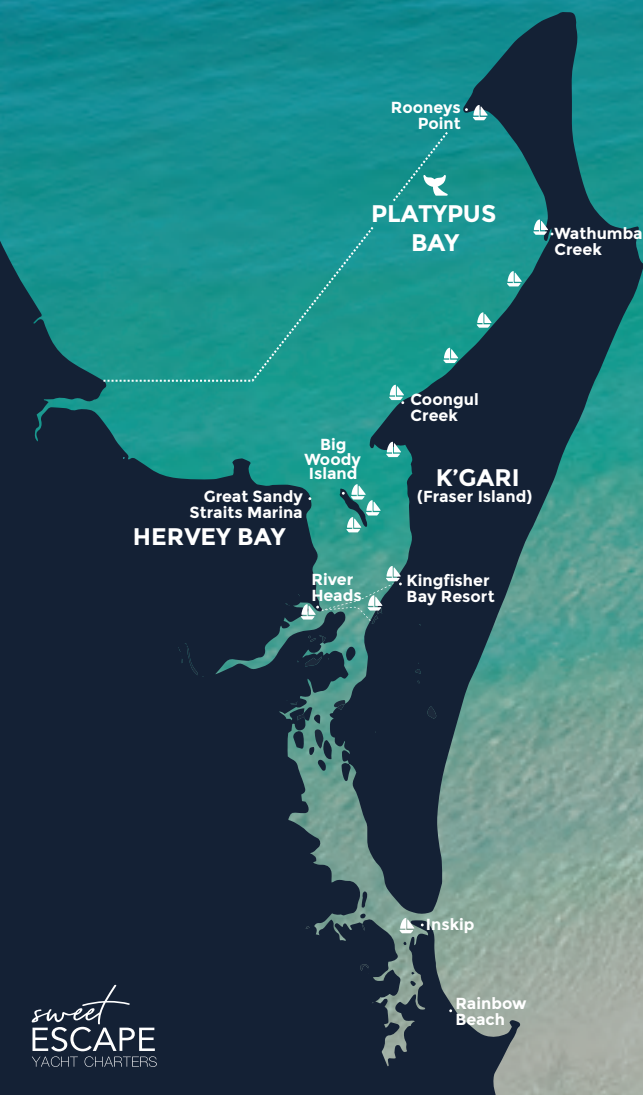 Rooneys
Point
PLATYPUS
BAY
Wathumba
Creek
Coongul
Creek
Big
Woody
Island
K'GARI
(Fraser Island)
Great Sandy
Straits Marina
HERVEY BAY
River
Heads
Kingfisher
Bay Resort
Inskip
Rainbow
Beach
sweet
ESCAPE
YACHT CHARTERS